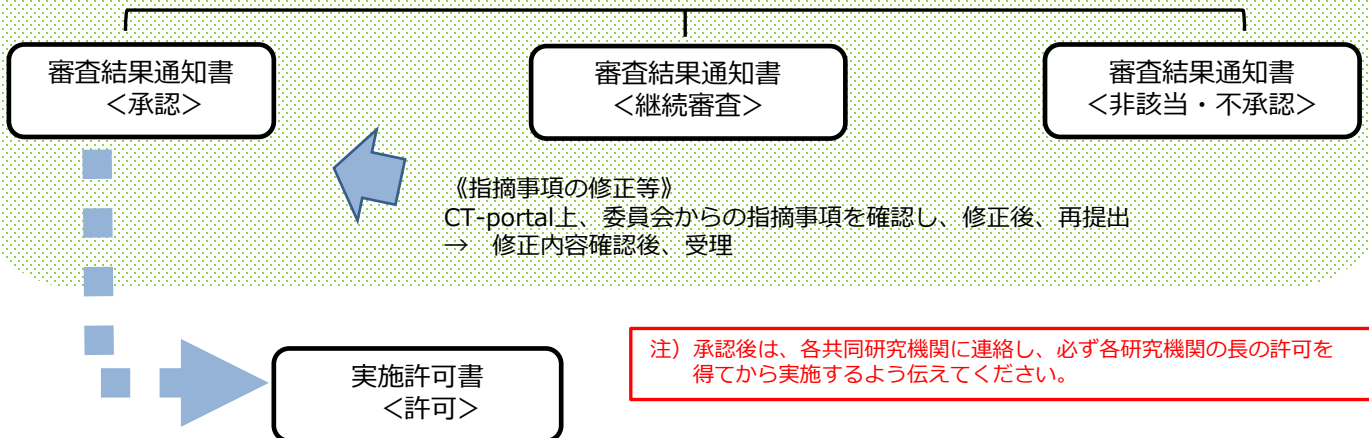 審査結果通知書
＜承認＞
審査結果通知書
＜継続審査＞
審査結果通知書
＜非該当・不承認＞
《指摘事項の修正等》
CT-portal上、委員会からの指摘事項を確認し、修正後、再提出
→　修正内容確認後、受理
注）承認後は、各共同研究機関に連絡し、必ず各研究機関の長の許可を
得てから実施するよう伝えてください。
実施許可書
＜許可＞